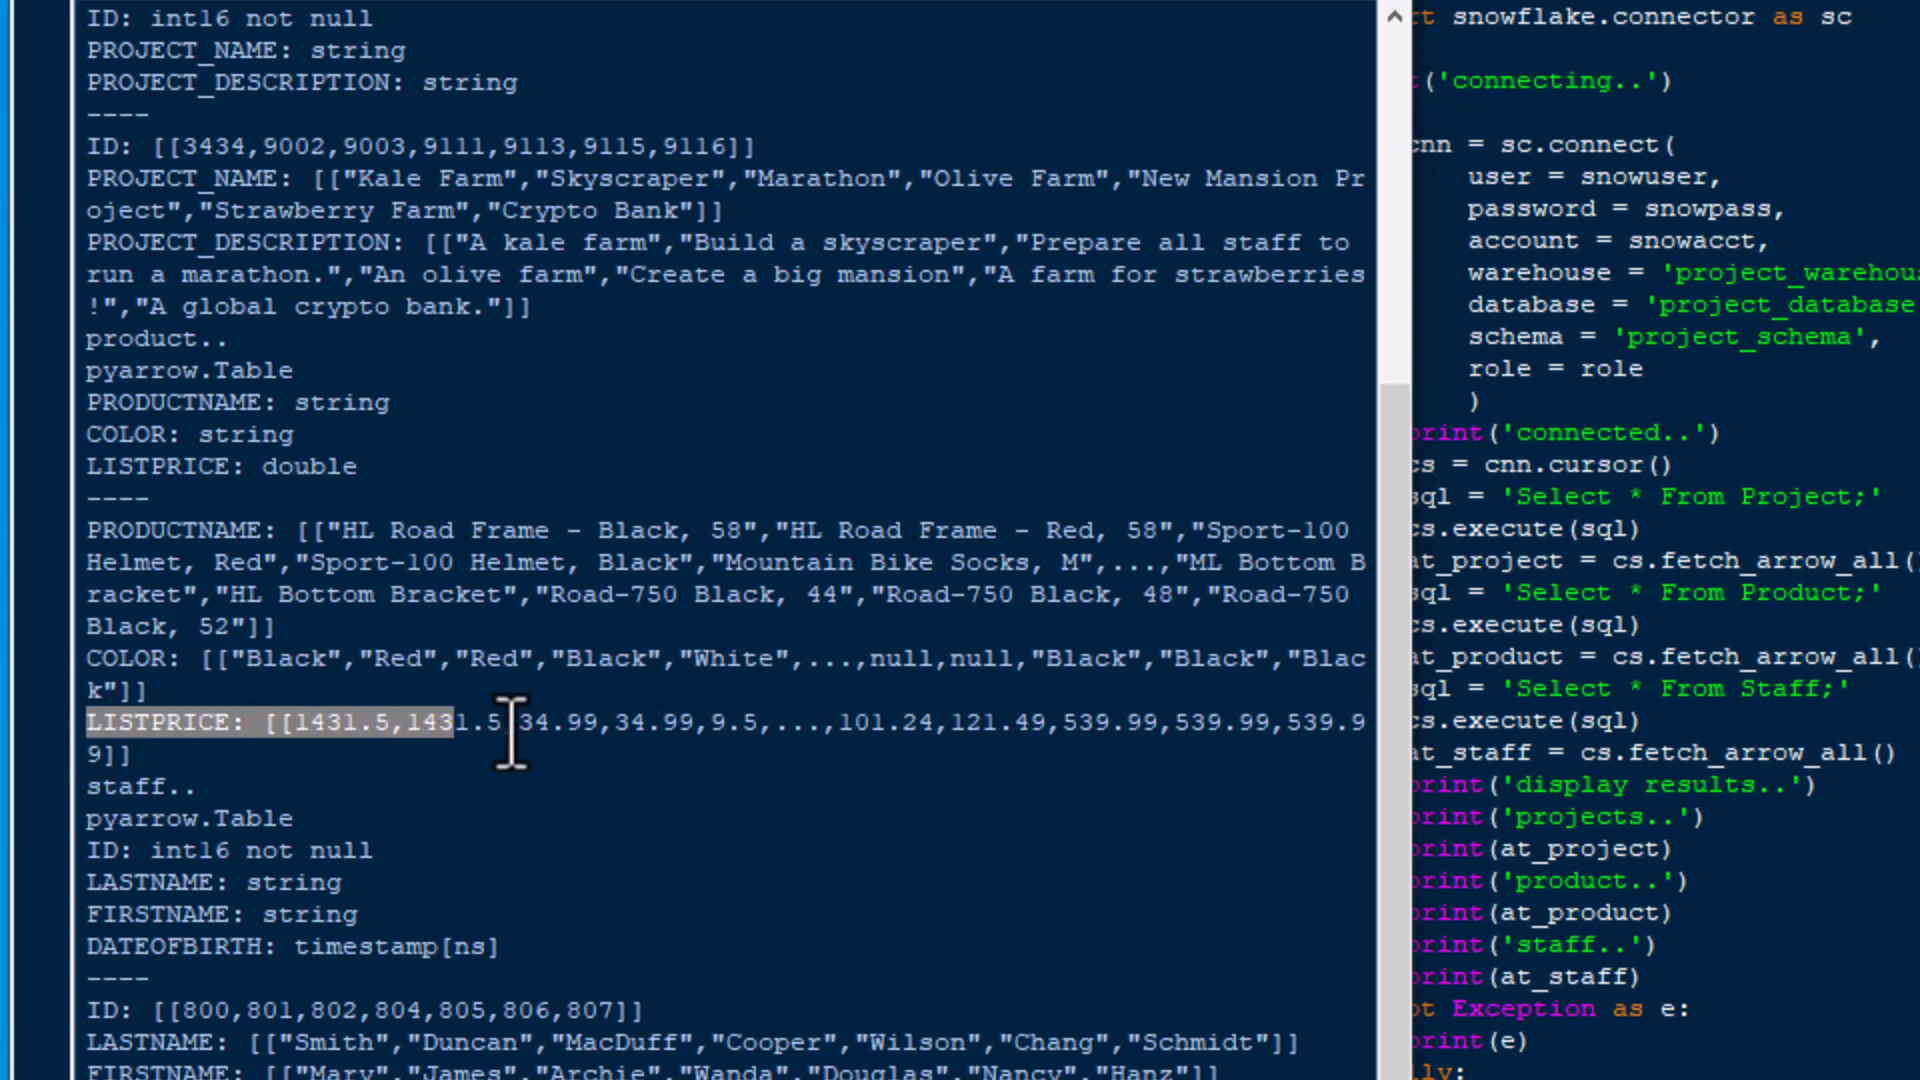 ID: int16 not null
PROJECT_NAME: string
PROJECT_DESCRIPTION: string
----
ID: [[3434,9002,9003,9111,9113,9115,9116]]
PROJECT_NAME: [["Kale Farm","Skyscraper","Marathon","Olive Farm","New Mansion Pr
oject","Strawberry Farm","Crypto Bank"]]
PROJECT_DESCRIPTION: [["A kale farm","Build a skyscraper","Prepare all staff to
run a marathon.","An olive farm","Create a big mansion","A farm for strawberries
!","A global crypto bank."]]
product..
pyarrow.Table
PRODUCTNAME: string
COLOR: string
LISTPRICE: double
----
PRODUCTNAME: [["HL Road Frame - Black, 58","HL Road Frame - Red, 58","Sport-100
Helmet, Red","Sport-100 Helmet, Black","Mountain Bike Socks, M",...,"ML Bottom B
racket","HL Bottom Bracket","Road-750 Black, 44","Road-750 Black, 48","Road-750
Black, 52"]]
COLOR: [["Black","Red","Red","Black","White",...,null,null,"Black","Black","Blac
k"]]
LISTPRICE: [[1431.5,1431.5,34.99,34.99,9.5,...,101.24,121.49,539.99,539.99,539.9
9]]
staff..
pyarrow.Table
ID: int16 not null
LASTNAME: string
FIRSTNAME: string
DATEOFBIRTH: timestamp[ns]
----
ID: [[800,801,802,804,805,806,807]]
LASTNAME: [["Smith","Duncan","MacDuff","Cooper","Wilson","Chang","Schmidt"]]
FIRSTNAME: [["Mary","James","Archie","Wanda","Douglas","Nancy","Hanz"]]
rt snowflake.connector as sc
t('connecting..')
cnn = sc.connect(
user = snowuser,
password = snowpass,
account = snowacct,
warehouse = 'project_warehous
database = 'project_database
schema = 'project_schema',
role = role
)
print('connected..')
cs = cnn.cursor()
sql = 'Select * From Project;'
cs.execute(sql)
at_project = cs.fetch_arrow_all()
sql = 'Select * From Product;'
cs.execute(sql)
at_product = cs.fetch_arrow_all()
sql = 'Select * From Staff;'
cs.execute(sql)
at_staff = cs.fetch_arrow_all()
print('display results..')
print('projects..')
print(at_project)
print('product..')
print(at_product)
print('staff..')
print(at_staff)
pt Exception as e:
print(e)
lly: